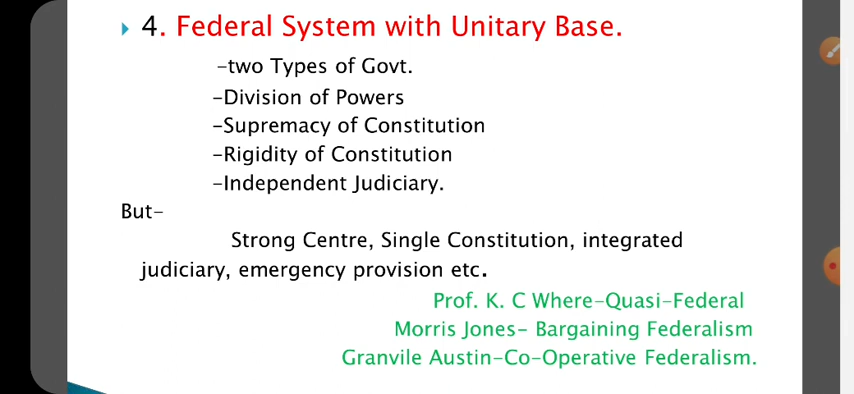 4. Federal System with Unitary Base.
-two Types of Govt.
-Division of Powers
-Supremacy of Constitution
-Rigidity of Constitution
-Independent Judiciary.
But-
Strong Centre, Single Constitution, integrated
judiciary, emergency provision etc.
Prof. K. C Where-Quasi-Federal
Morris Jones- Bargaining Federalism
Granvile Austin-Co-Operative Federalism.